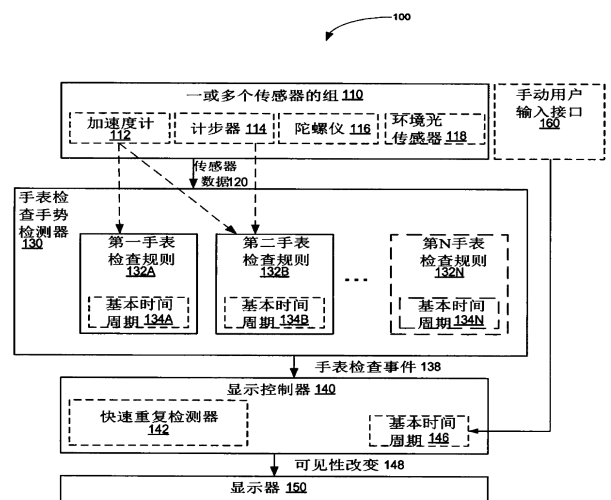 100
一或多个传感器的组 110
加速度计
112
计步器 114
陀螺仪 116
环境光
传感器
118
手动用户
输入接口
160
传感器
数据120
手表检
查手势
检测器
130
第一手表
检查规则
132A
基本时间
周期 134A
第二手表
检查规则
132B
基本时间
周期 134B
...
第N手表
检查规则
132N
基本时间
周期 134N
手表检查事件 138
显示控制器 140
快速重复检测器
142
基本时间
周期 146
可见性改变 148
显示器 150